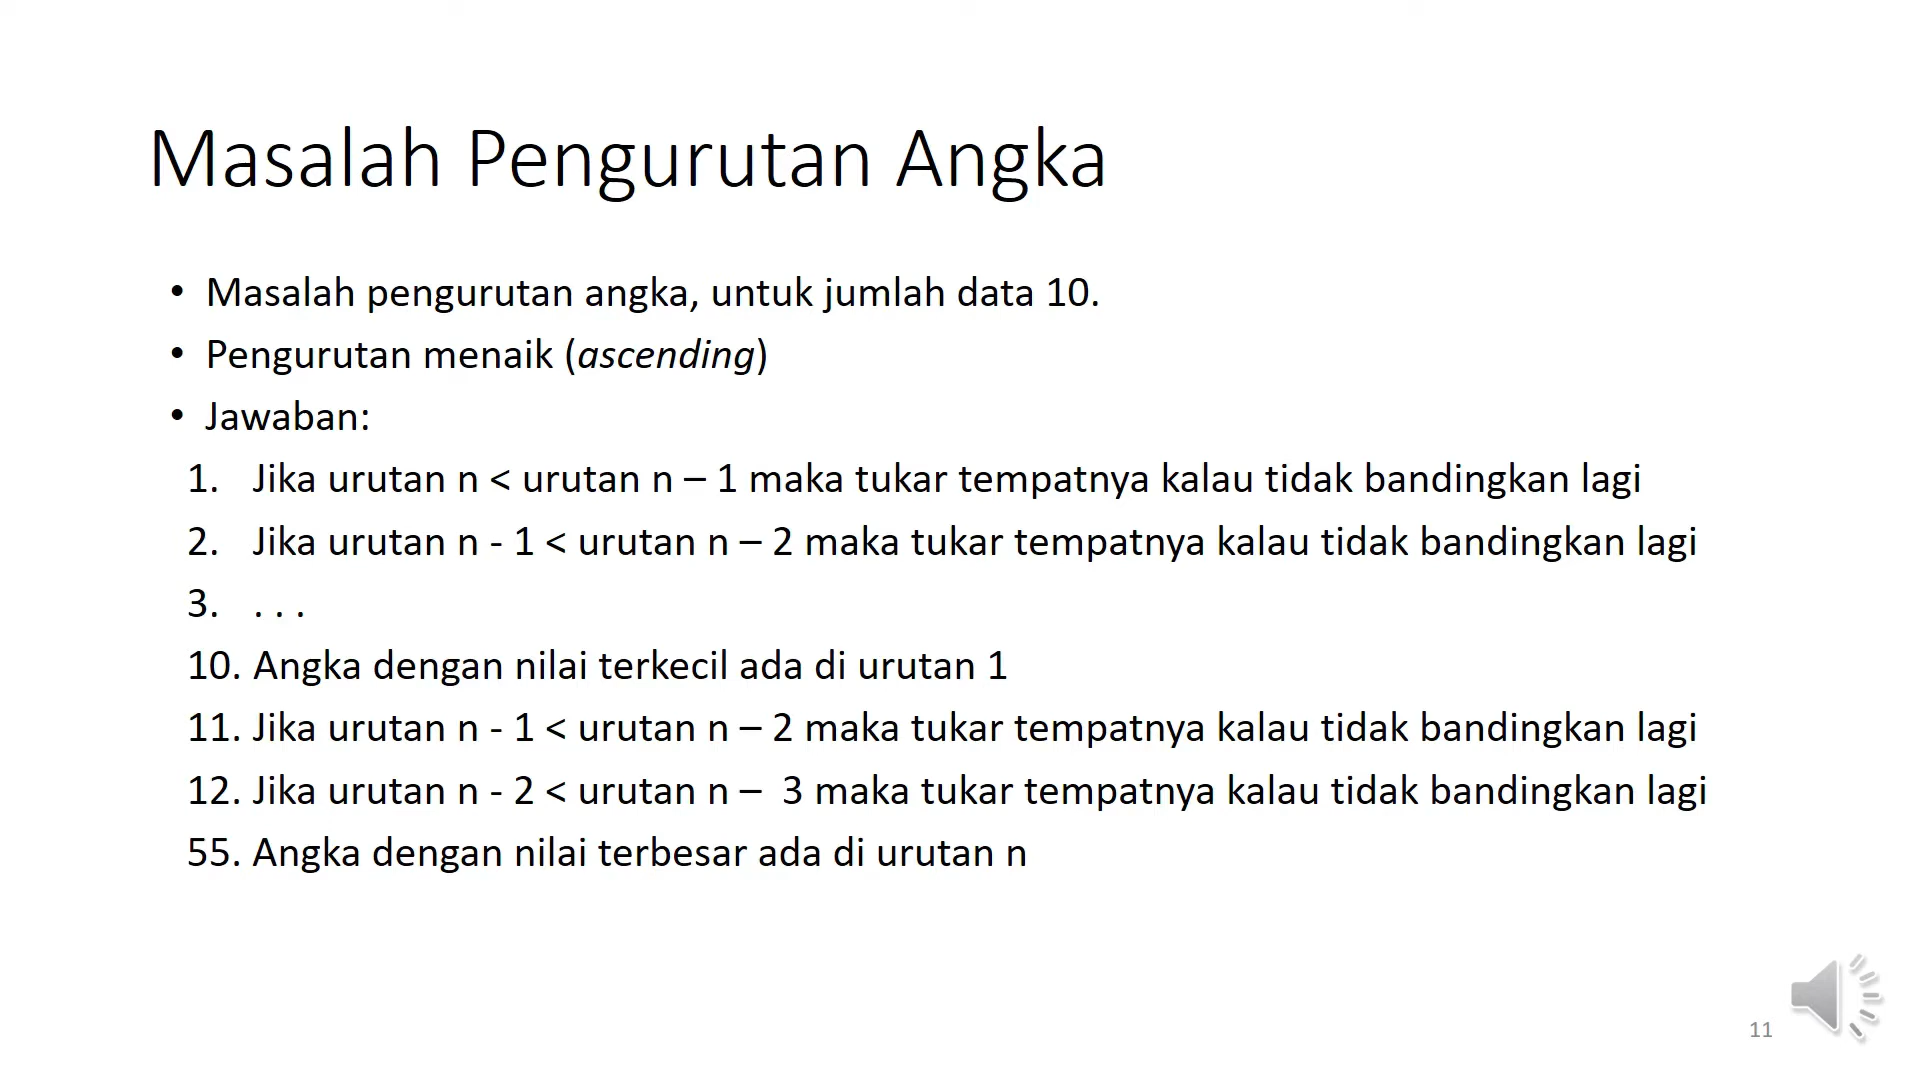 Masalah Pengurutan Angka
• Masalah pengurutan angka, untuk jumlah data 10.
• Pengurutan menaik (ascending)
• Jawaban:
1. Jika urutan n < urutan n – 1 maka tukar tempatnya kalau tidak bandingkan lagi
2. Jika urutan n - 1 < urutan n – 2 maka tukar tempatnya kalau tidak bandingkan lagi
3. . . .
10. Angka dengan nilai terkecil ada di urutan 1
11. Jika urutan n - 1 < urutan n – 2 maka tukar tempatnya kalau tidak bandingkan lagi
12. Jika urutan n - 2 < urutan n – 3 maka tukar tempatnya kalau tidak bandingkan lagi
55. Angka dengan nilai terbesar ada di urutan n
11